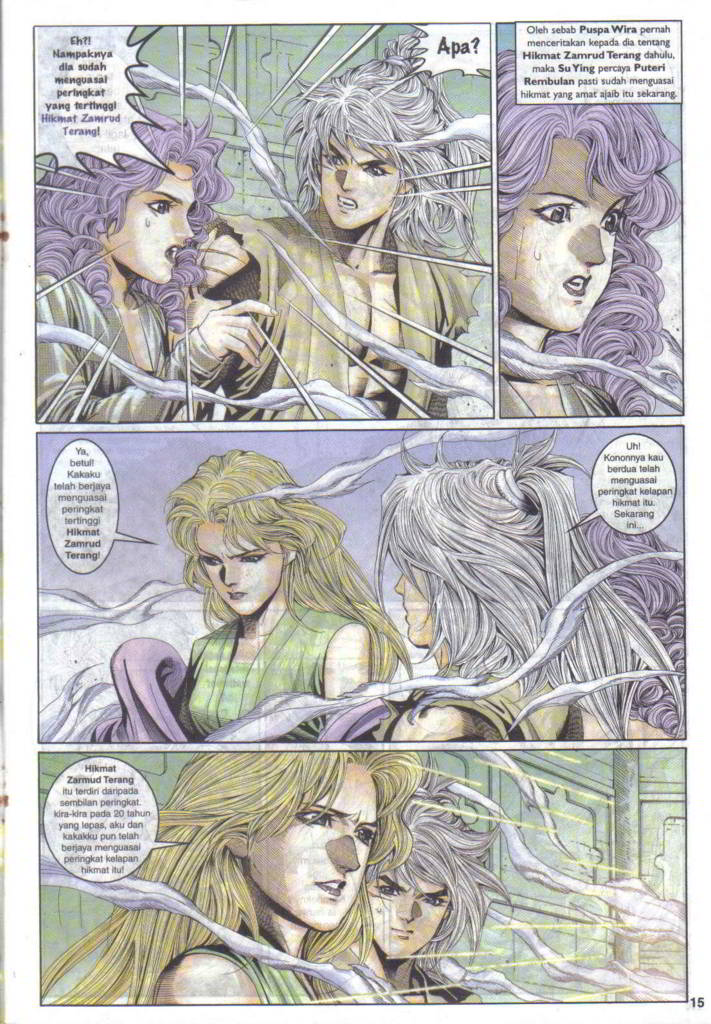 Eh?!
Nampaknya
dia sudah
menguasai
peringkat
yang tertinggi
Hikmat Zamrud
Terang!
Apa?
Oleh sebab Puspa Wira pernah
menceritakan kepada dia tentang
Hikmat Zamrud Terang dahulu,
maka Su Ying percaya Puteri
Rembulan pasti sudah menguasai
hikmat yang amat ajaib itu sekarang.
Ya,
betul!
Kakaku
telah berjaya
menguasai
peringkat
tertinggi
Hikmat
Zamrud
Terang!
Uh!
Kononnya kau
berdua telah
menguasai
peringkat kelapan
hikmat itu.
Sekarang
ini...
Hikmat
Zarmud Terang
itu terdiri daripada
sembilan peringkat.
kira-kira pada 20 tahun
yang lepas, aku dan
kakakku pun telah
berjaya menguasai
peringkat kelapan
hikmat itu!
15